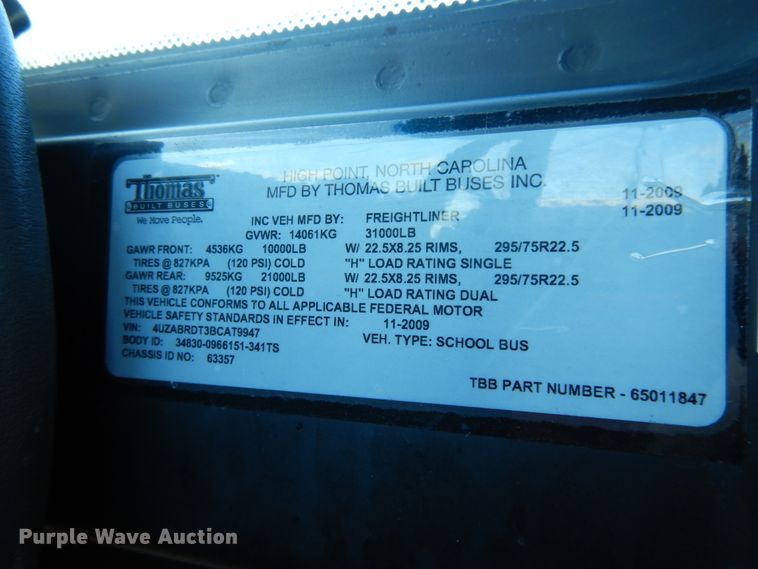 HIGH POINT, NORTH CAROLINA
MFD BY THOMAS BUILT BUSES INC. 11-2009
11-2009
Thomas
BUILT BUSES
We Move People.
INC VEH MFD BY: FREIGHTLINER
GVWR: 14061KG 31000LB
GAWR FRONT: 4536KG 10000LB W/ 22.5X8.25 RIMS, 295/75R22.5
TIRES @ 827KPA (120 PSI) COLD "H" LOAD RATING SINGLE
GAWR REAR: 9525KG 21000LB W/ 22.5X8.25 RIMS, 295/75R22.5
TIRES @ 827KPA (120 PSI) COLD "H" LOAD RATING DUAL
THIS VEHICLE CONFORMS TO ALL APPLICABLE FEDERAL MOTOR
VEHICLE SAFETY STANDARDS IN EFFECT IN: 11-2009
VIN: 4UZABRDT3BCAT9947
BODY ID: 34830-0966151-341TS VEH. TYPE: SCHOOL BUS
CHASSIS ID NO: 63357
TBB PART NUMBER - 65011847
Purple Wave Auction